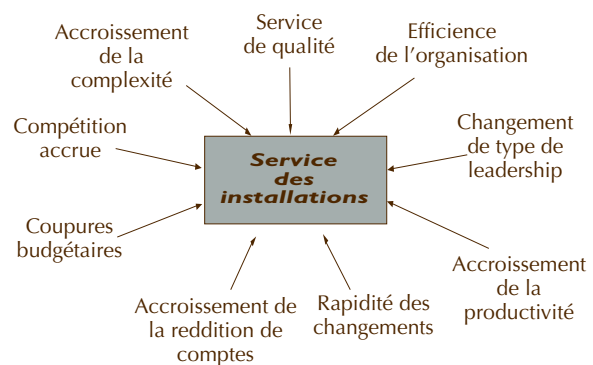 Accroissement
de la
complexité
Service
de qualité
Efficience
de l'organisation
Compétition
accrue
Service
des
installations
Changement
de type de
leadership
Coupures
budgétaires
Accroissement de
la reddition de
comptes
Rapidité des
changements
Accroissement
de la
productivité